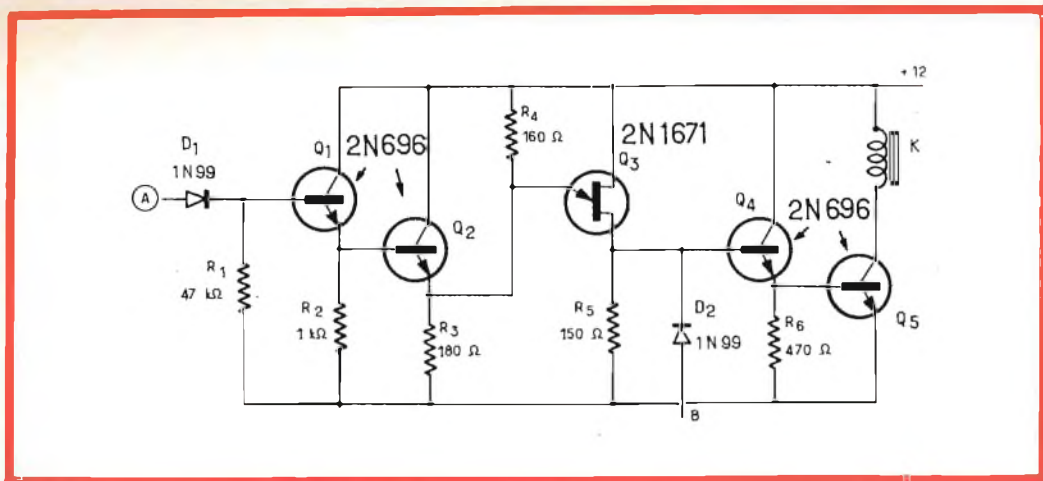 + 12
R4
160 Ω
2N1671
Q3
K
D1
1N99
Q1
2N696
A
Q2
Q4
2N696
R1
47 kΩ
R2
1 kΩ
R3
180 Ω
R5
150 Ω
D2
1N99
R6
470 Ω
Q5
B